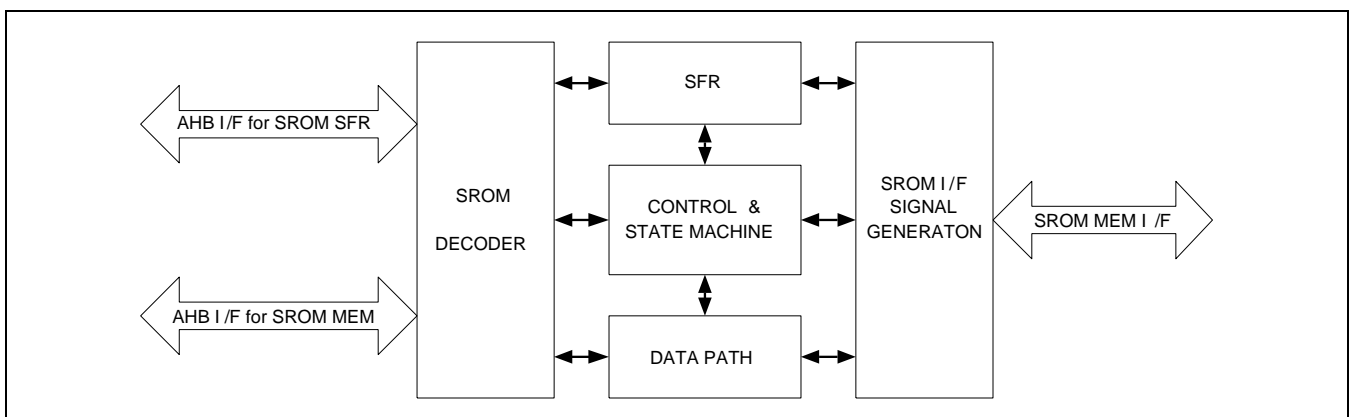 AHB I/F for SROM SFR
AHB I /F for SROM MEM
SROM
DECODER
SFR
CONTROL &
STATE MACHINE
DATA PATH
SROM I /F
SIGNAL
GENERATON
SROM MEM I /F